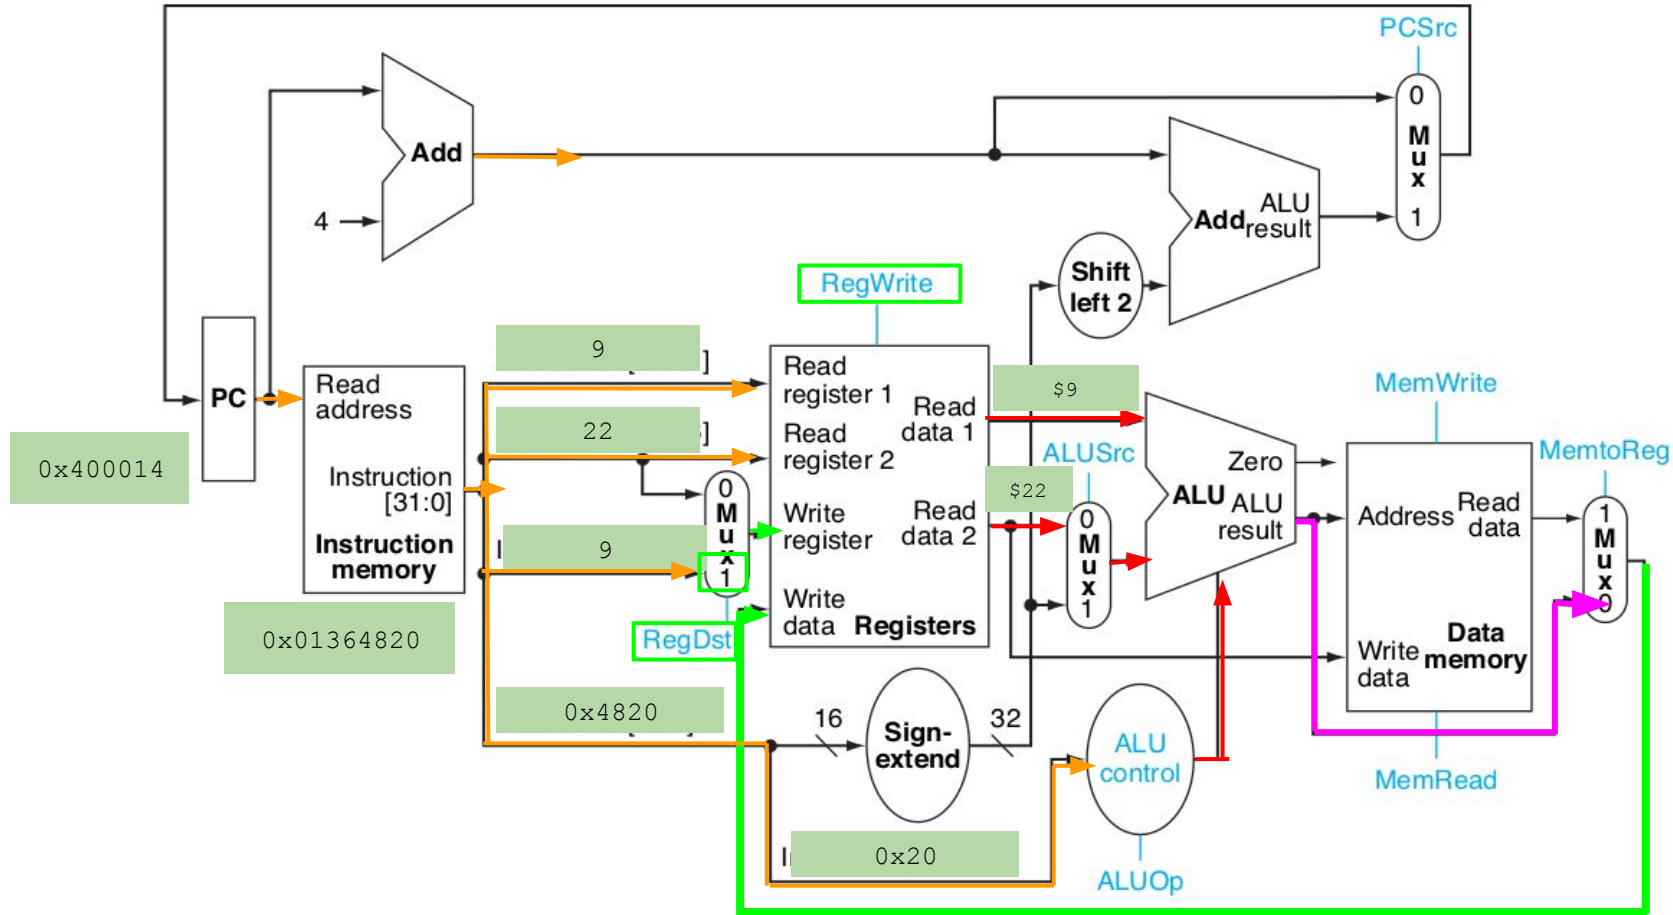 PCSrc
0
Mux
1
Add
4
Add
ALU
result
Shift
left 2
RegWrite
PC
0x400014
Read
address
Instruction
[31:0]
Instruction
memory
0x01364820
9
]
22
]
I
9
0x4820
0
Mux
1
RegDst
Read
register 1
Read
register 2
Write
register
Write
data
Read
data 1
Read
data 2
Registers
$9
$22
ALUSrc
0
Mux
1
Zero
ALU
ALU
result
MemWrite
Address
Read
data
Write
data
Data
memory
MemRead
MemtoReg
1
Mux
0
16
Sign-
extend
32
ALU
control
ALUOp
0x20